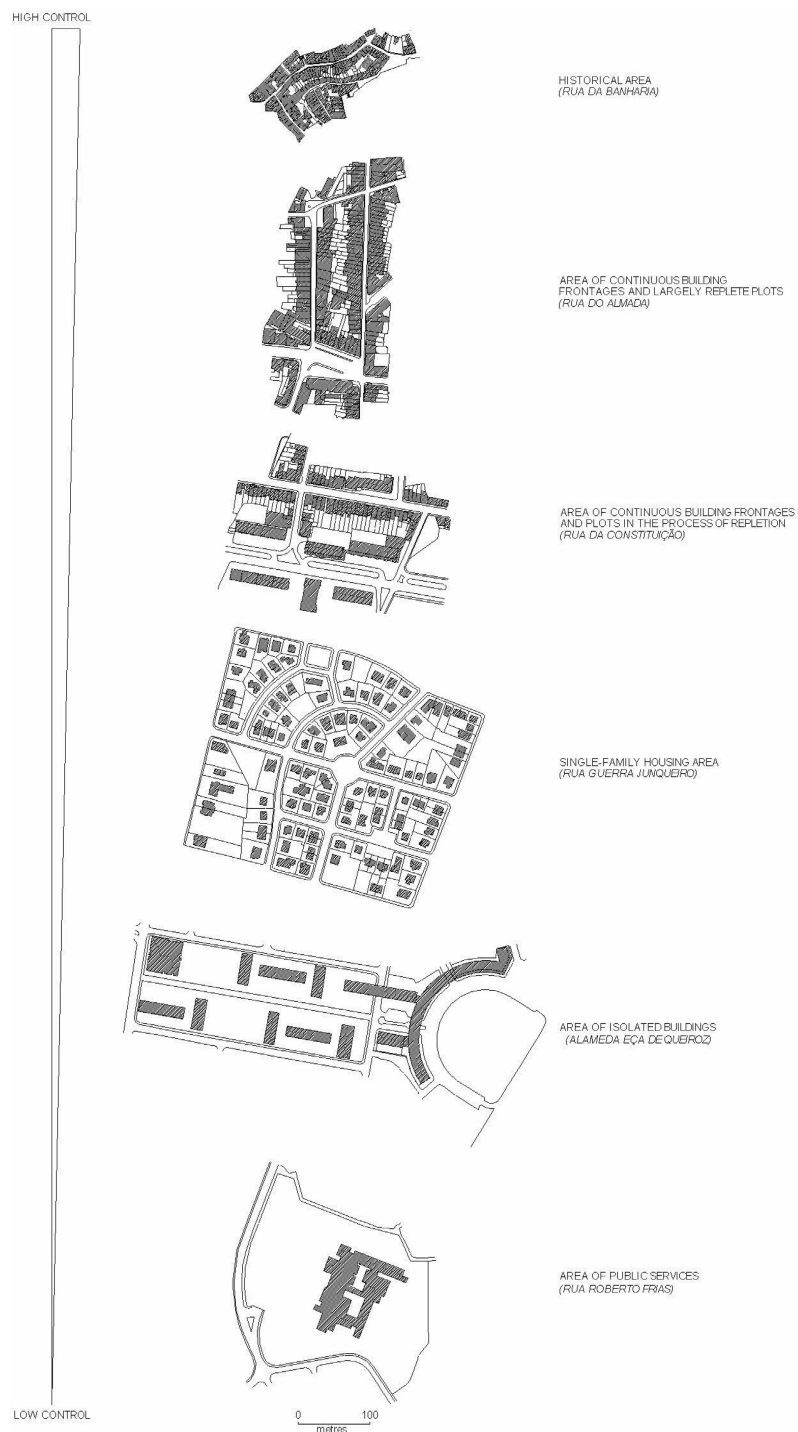 HIGH CONTROL
HISTORICAL AREA
(RUA DA BANHARIA)
AREA OF CONTINUOUS BUILDING
FRONTAGES AND LARGELY REPLETE PLOTS
(RUA DO ALMADA)
AREA OF CONTINUOUS BUILDING FRONTAGES
AND PLOTS IN THE PROCESS OF REPLETION
(RUA DA CONSTITUIÇÃO)
SINGLE-FAMILY HOUSING AREA
(RUA GUERRA JUNQUEIRO)
AREA OF ISOLATED BUILDINGS
(ALAMEDA EÇA DE QUEIROZ)
AREA OF PUBLIC SERVICES
(RUA ROBERTO FRIAS)
LOW CONTROL
0 100
metres